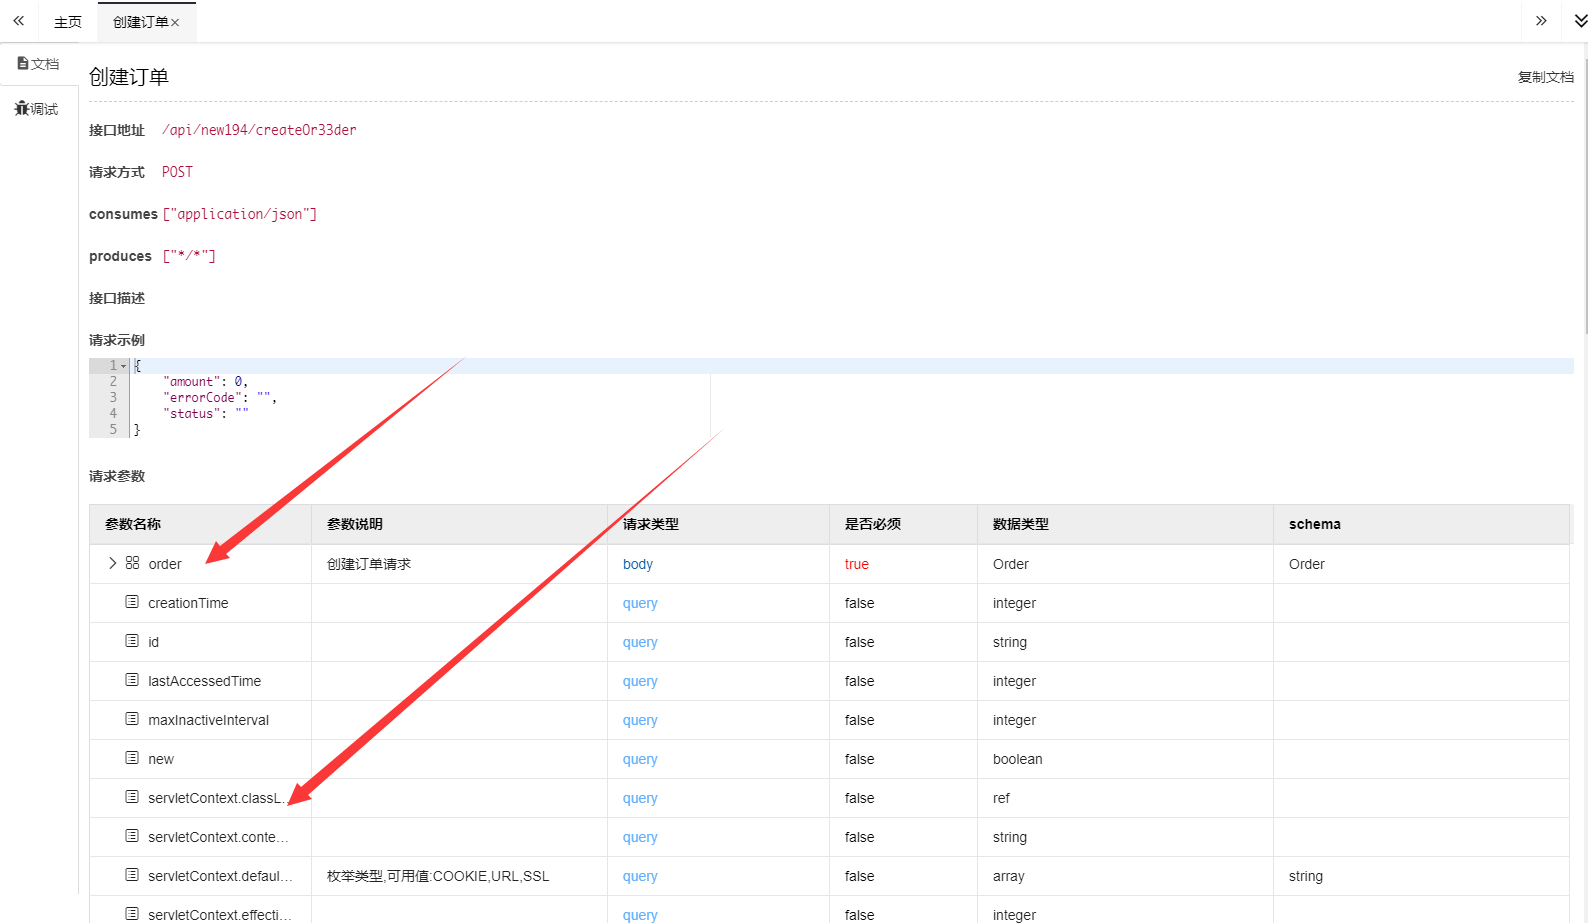 主页
创建订单×
文档
调试
创建订单
复制文档
接口地址 /api/new194/createOr33der
请求方式 POST
consumes ["application/json"]
produces ["*/*"]
接口描述
请求示例
1 {
2 "amount": 0,
3 "errorCode": "",
4 "status": ""
5 }
请求参数
参数名称 参数说明 请求类型 是否必须 数据类型 schema
order 创建订单请求 body true Order Order
creationTime query false integer
id query false string
lastAccessedTime query false integer
maxInactiveInterval query false integer
new query false boolean
servletContext.classL... query false ref
servletContext.conte... query false string
servletContext.defaul... 枚举类型,可用值:COOKIE,URL,SSL query false array string
servletContext.effecti... query false integer